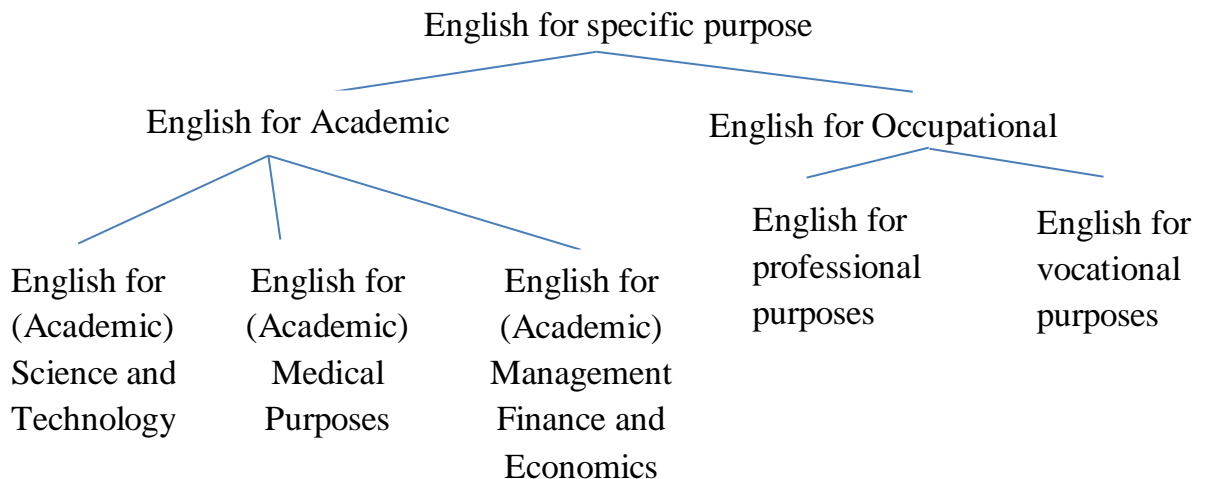 English for specific purpose
English for Academic
English for Occupational
English for
(Academic)
Science and
Technology
English for
(Academic)
Medical
Purposes
English for
(Academic)
Management
Finance and
Economics
English for
professional
purposes
English for
vocational
purposes